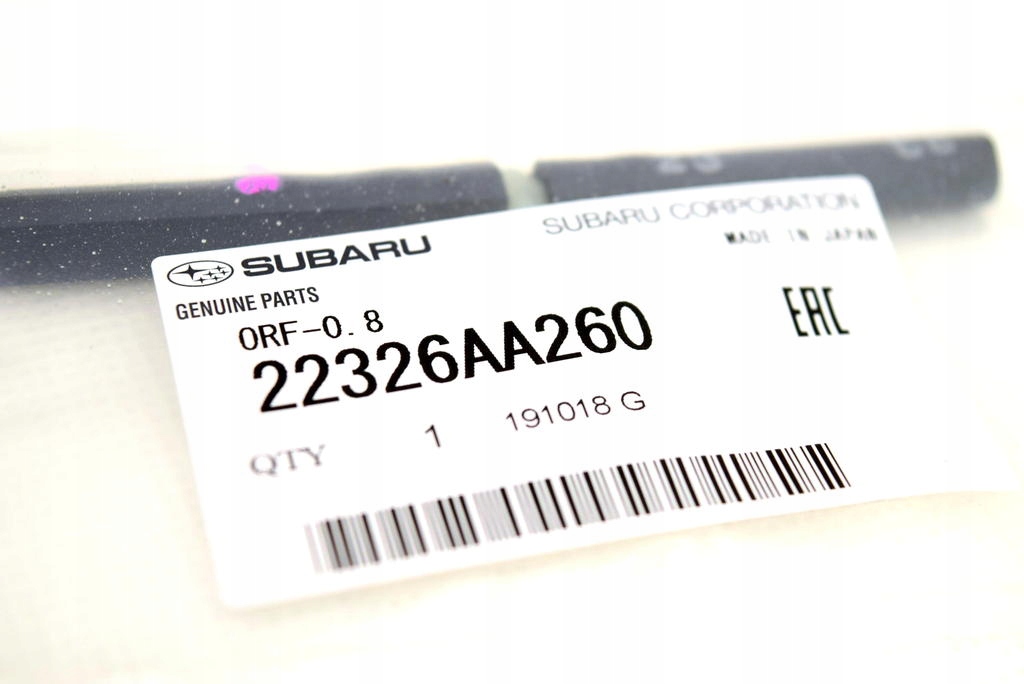 SUBARU
SUBARU CORPORATION
MADE IN JAPAN
GENUINE PARTS
ORF-0.8
22326AA260
EAC
QTY 1 191018 G